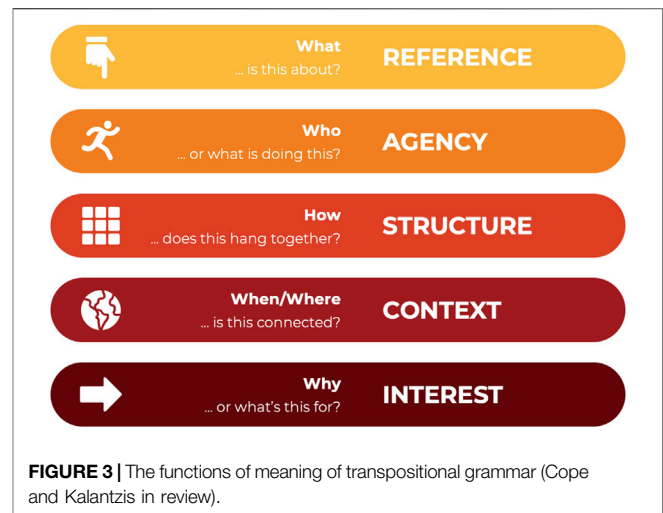 What
... is this about?
REFERENCE
Who
... or what is doing this?
AGENCY
How
... does this hang together?
STRUCTURE
When/Where
... is this connected?
CONTEXT
Why
... or what's this for?
INTEREST
FIGURE 3 | The functions of meaning of transpositional grammar (Cope
and Kalantzis in review).